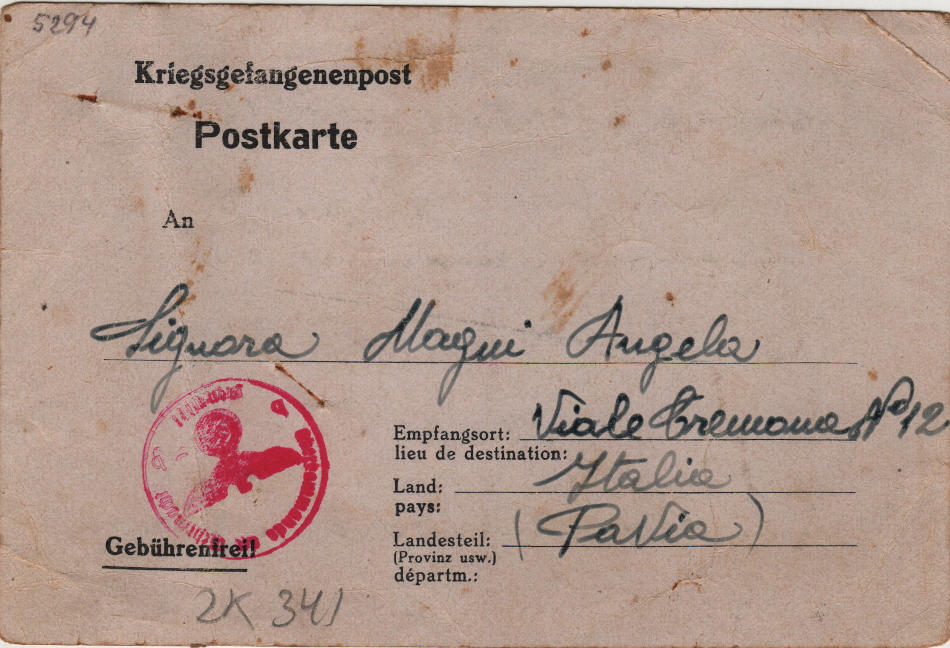 5294
Kriegsgefangenenpost
Postkarte
An
Signora Magni Angela
Empfangsort: Viale Cremona Nº 12
lieu de destination:
Land: Italia
pays:
Landesteil: (Pavia)
(Provinz usw.)
départm.:
Gebührenfrei!
2K 341